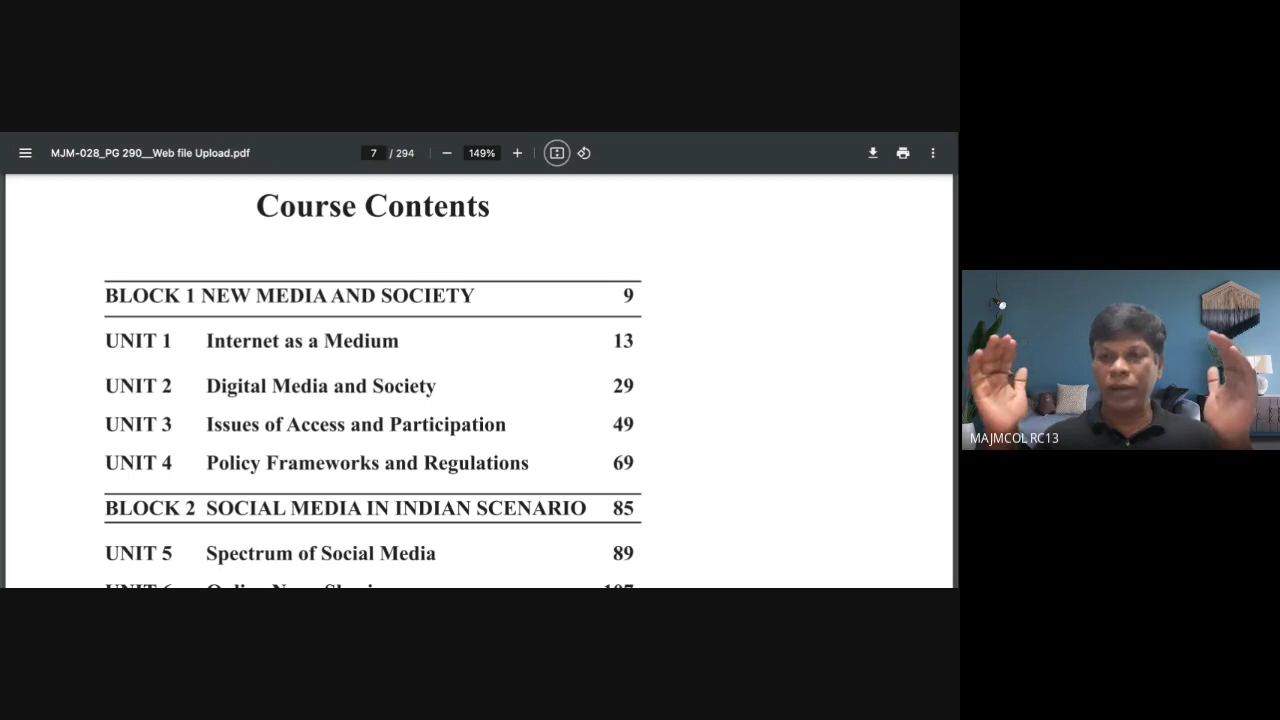 MJM-028_PG 290__Web file Upload.pdf 7 / 294 149%
Course Contents
BLOCK 1 NEW MEDIA AND SOCIETY 9
UNIT 1 Internet as a Medium 13
UNIT 2 Digital Media and Society 29
UNIT 3 Issues of Access and Participation 49
UNIT 4 Policy Frameworks and Regulations 69
BLOCK 2 SOCIAL MEDIA IN INDIAN SCENARIO 85
UNIT 5 Spectrum of Social Media 89
MAJMCOL RC13